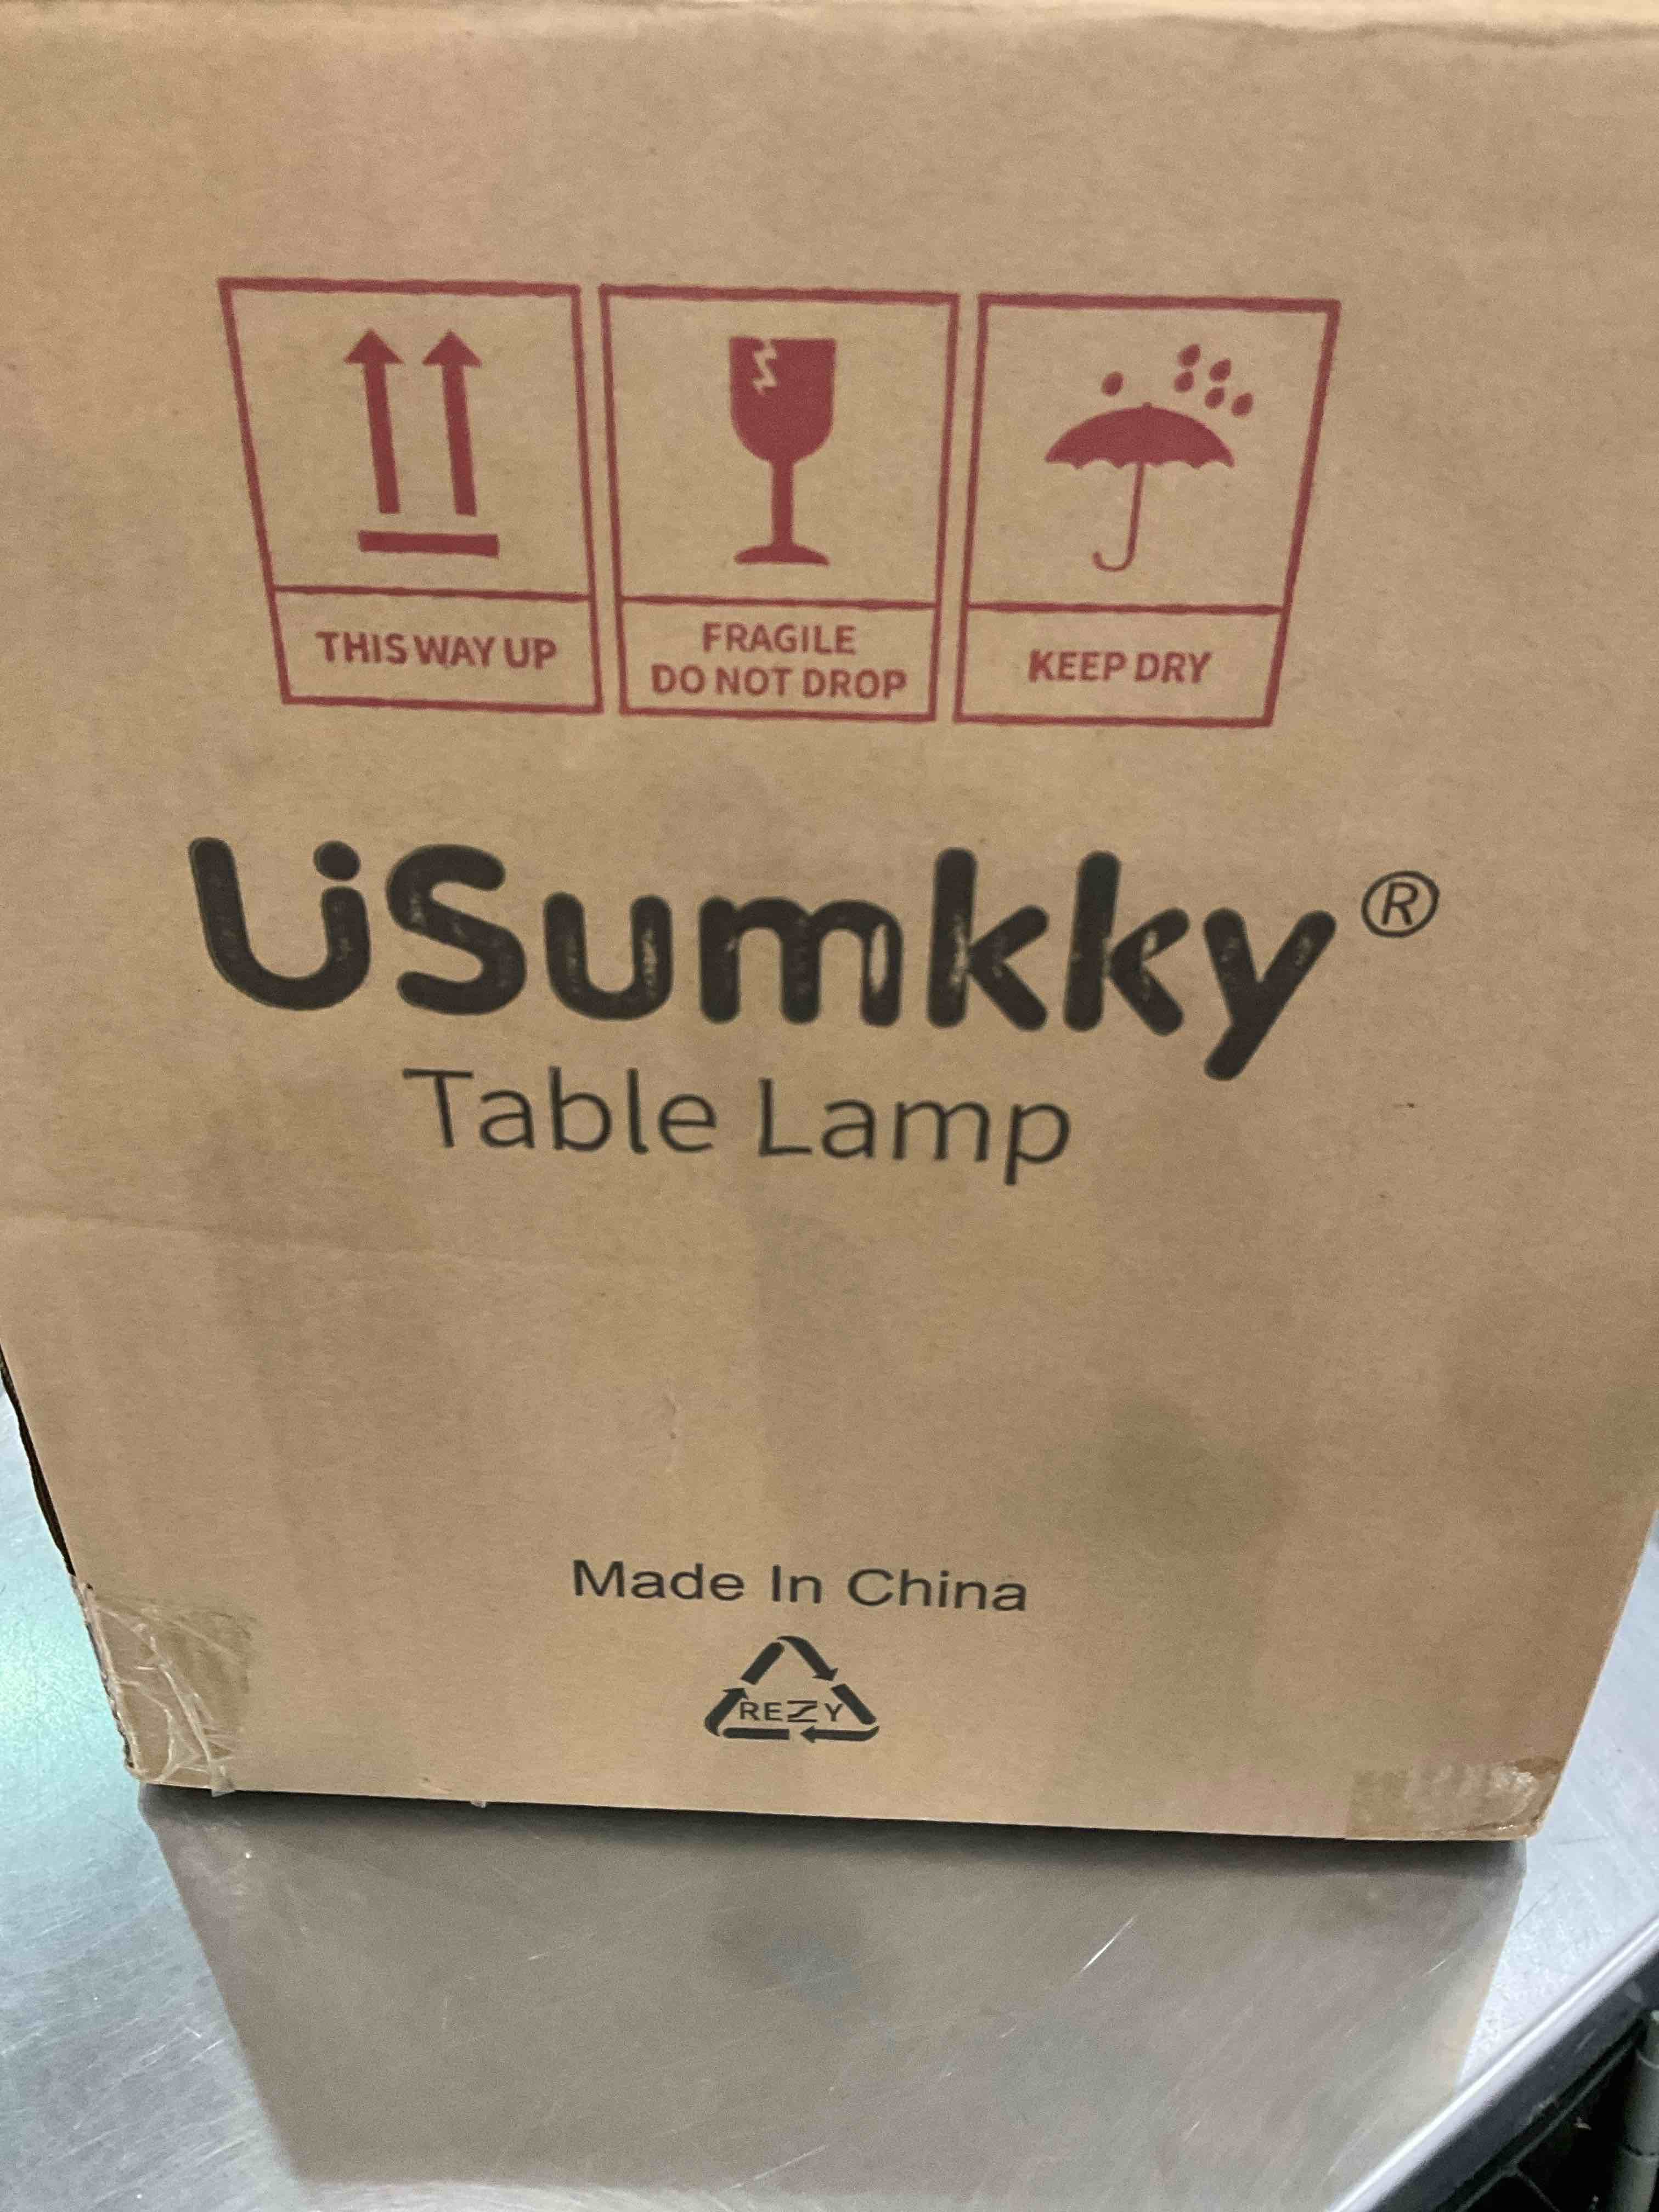 THIS WAY UP
FRAGILE
DO NOT DROP
KEEP DRY
USumkky®
Table Lamp
Made In China
REZY